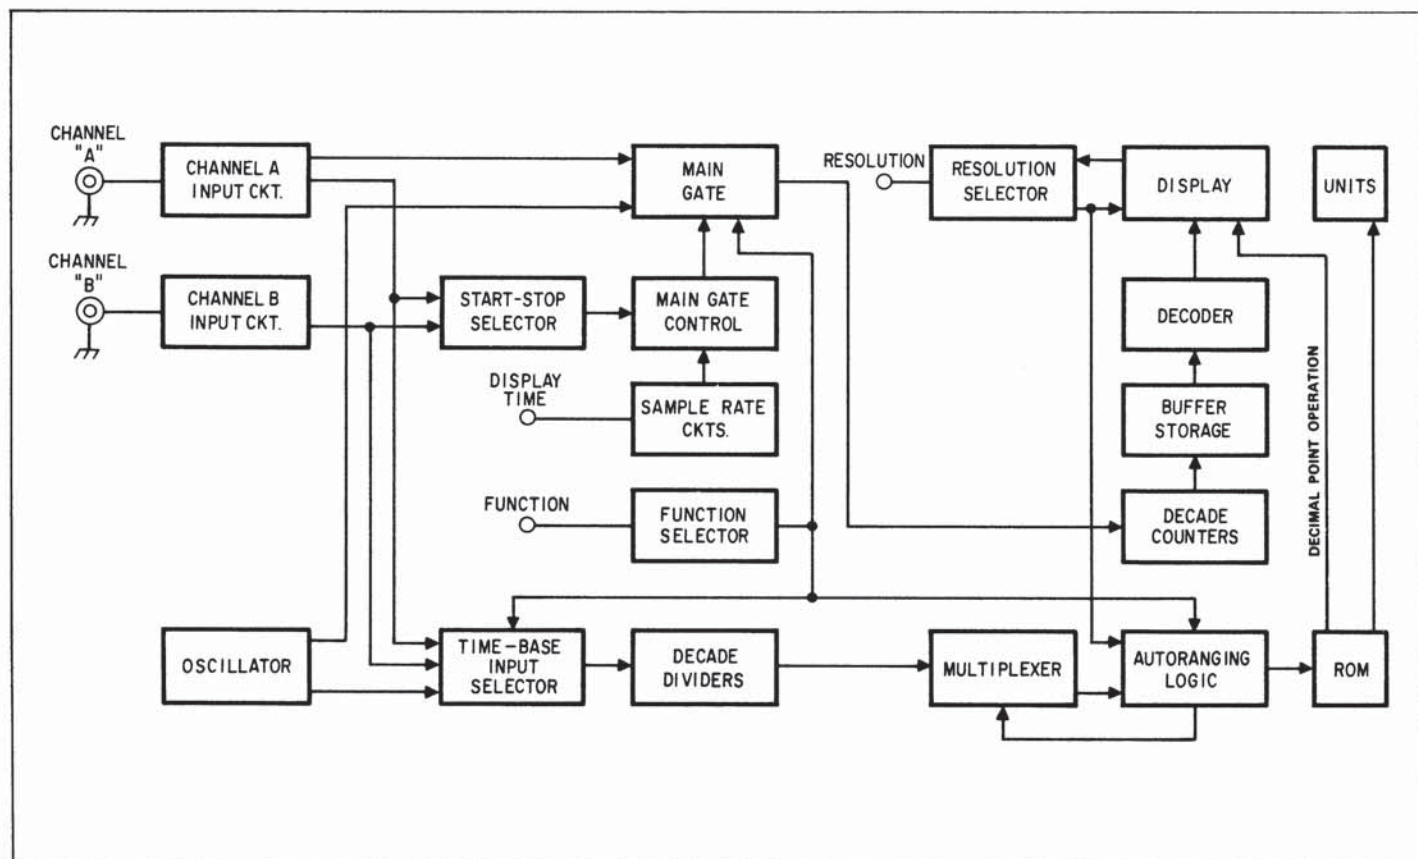 CHANNEL
"A"
CHANNEL A
INPUT CKT.
MAIN
GATE
RESOLUTION
RESOLUTION
SELECTOR
DISPLAY
UNITS
CHANNEL
"B"
CHANNEL B
INPUT CKT.
START-STOP
SELECTOR
MAIN GATE
CONTROL
DECODER
DISPLAY
TIME
SAMPLE RATE
CKTS.
BUFFER
STORAGE
DECIMAL POINT OPERATION
FUNCTION
FUNCTION
SELECTOR
DECADE
COUNTERS
OSCILLATOR
TIME-BASE
INPUT
SELECTOR
DECADE
DIVIDERS
MULTIPLEXER
AUTORANGING
LOGIC
ROM